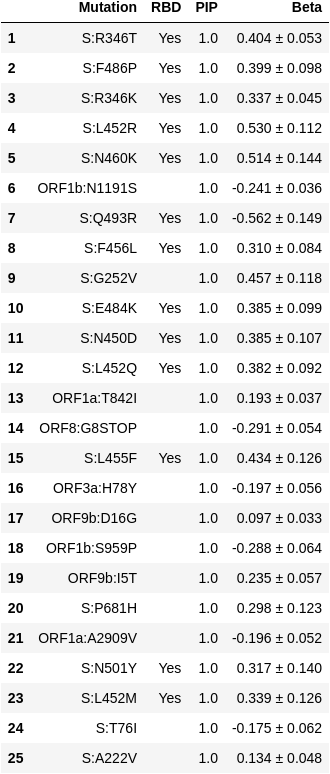 Mutation RBD PIP Beta
1 S:R346T Yes 1.0 0.404 ± 0.053
2 S:F486P Yes 1.0 0.399 ± 0.098
3 S:R346K Yes 1.0 0.337 ± 0.045
4 S:L452R Yes 1.0 0.530 ± 0.112
5 S:N460K Yes 1.0 0.514 ± 0.144
6 ORF1b:N1191S 1.0 -0.241 ± 0.036
7 S:Q493R Yes 1.0 -0.562 ± 0.149
8 S:F456L Yes 1.0 0.310 ± 0.084
9 S:G252V 1.0 0.457 ± 0.118
10 S:E484K Yes 1.0 0.385 ± 0.099
11 S:N450D Yes 1.0 0.385 ± 0.107
12 S:L452Q Yes 1.0 0.382 ± 0.092
13 ORF1a:T842I 1.0 0.193 ± 0.037
14 ORF8:G8STOP 1.0 -0.291 ± 0.054
15 S:L455F Yes 1.0 0.434 ± 0.126
16 ORF3a:H78Y 1.0 -0.197 ± 0.056
17 ORF9b:D16G 1.0 0.097 ± 0.033
18 ORF1b:S959P 1.0 -0.288 ± 0.064
19 ORF9b:I5T 1.0 0.235 ± 0.057
20 S:P681H 1.0 0.298 ± 0.123
21 ORF1a:A2909V 1.0 -0.196 ± 0.052
22 S:N501Y Yes 1.0 0.317 ± 0.140
23 S:L452M Yes 1.0 0.339 ± 0.126
24 S:T76I 1.0 -0.175 ± 0.062
25 S:A222V 1.0 0.134 ± 0.048